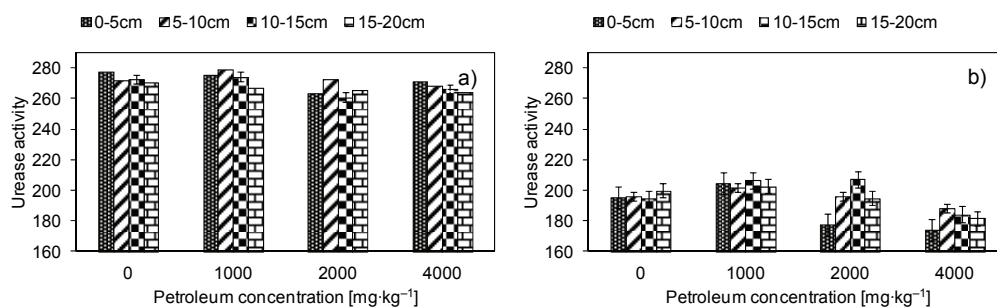 0-5cm 5-10cm 10-15cm 15-20cm
280
260
240
220
200
180
160
Urease activity
a)
0 1000 2000 4000
Petroleum concentration [mg·kg⁻¹]
0-5cm 5-10cm 10-15cm 15-20cm
280
260
240
220
200
180
160
Urease activity
b)
0 1000 2000 4000
Petroleum concentration [mg·kg⁻¹]